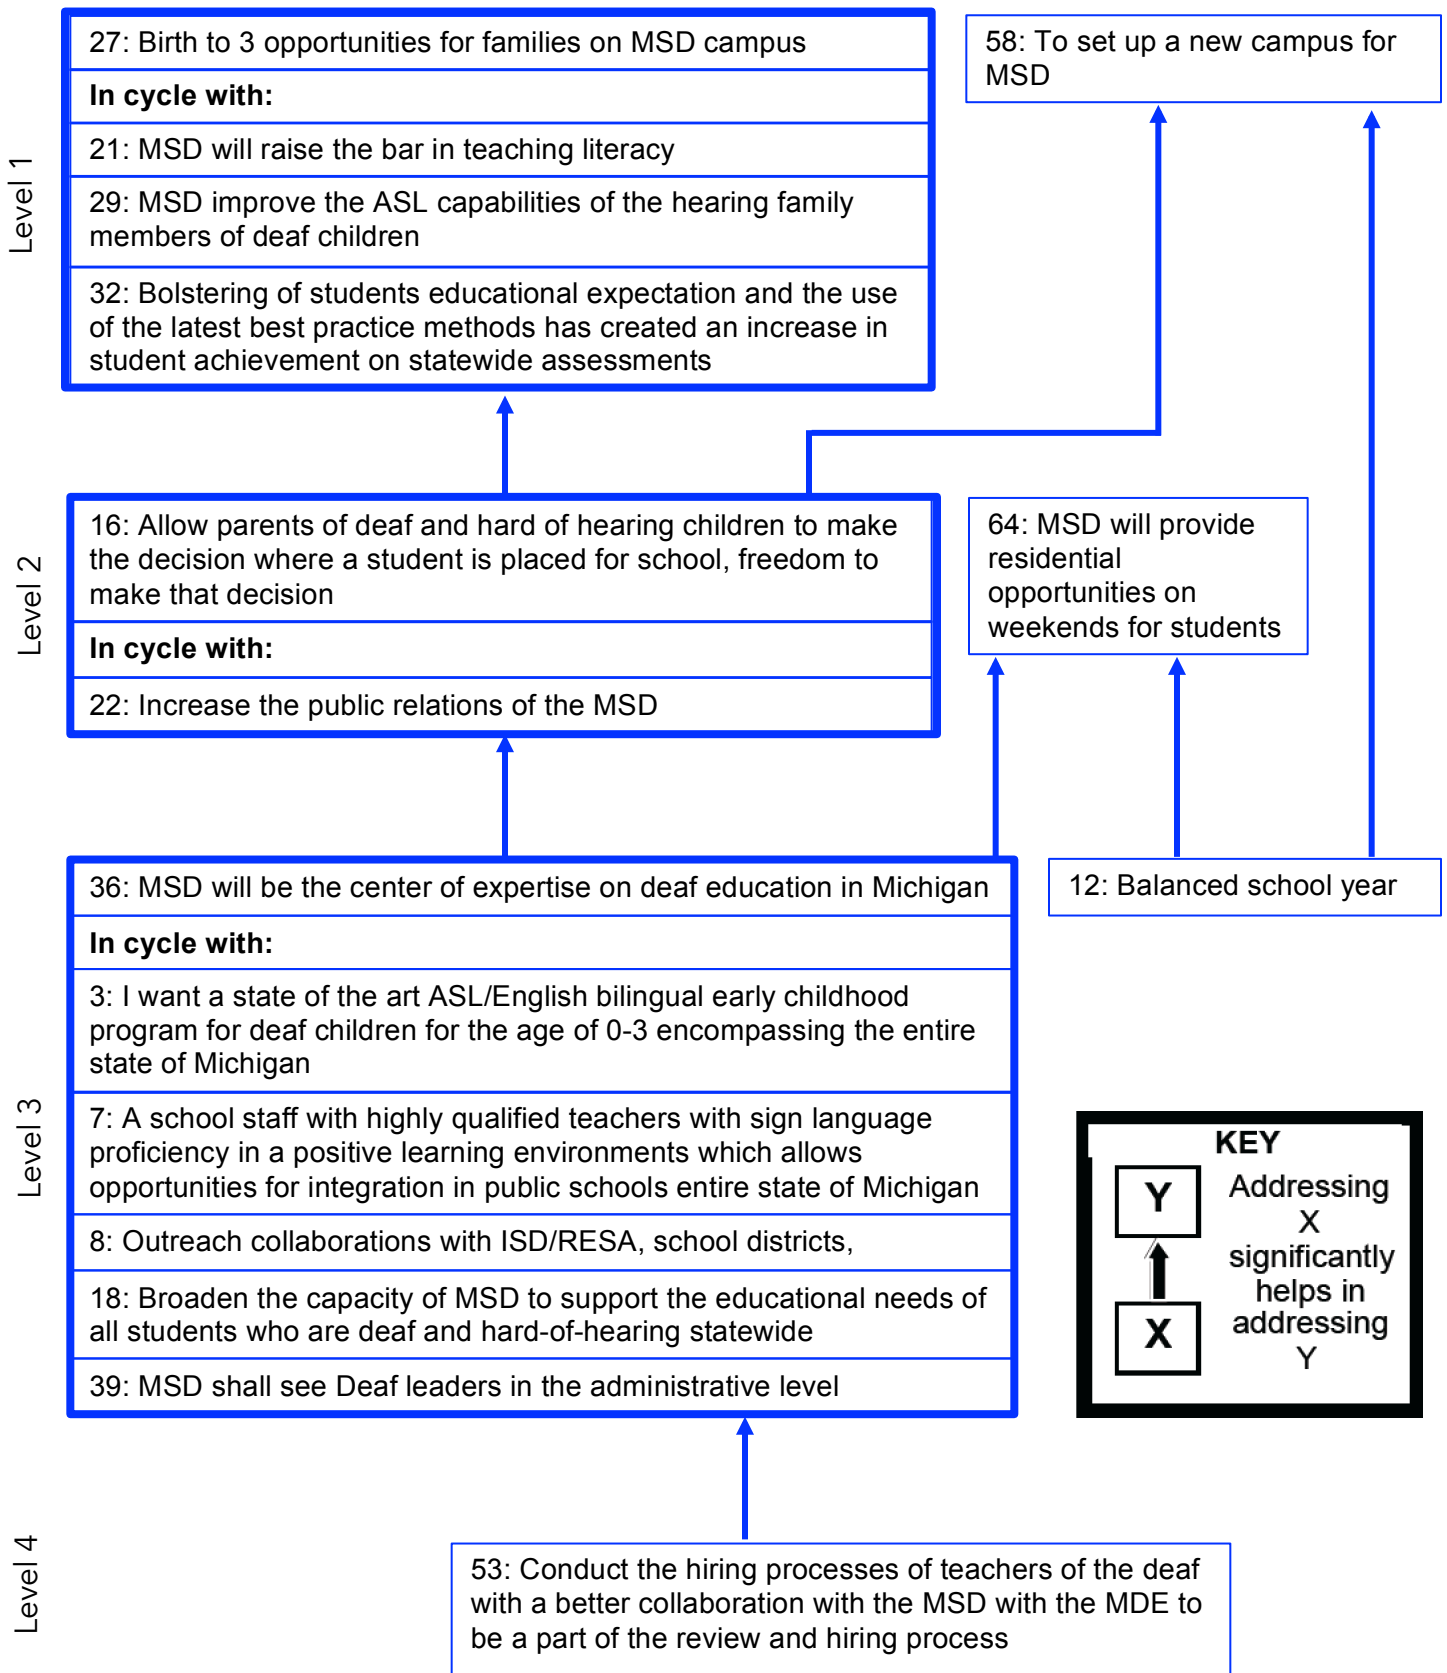 Level 1
27: Birth to 3 opportunities for families on MSD campus
In cycle with:
21: MSD will raise the bar in teaching literacy
29: MSD improve the ASL capabilities of the hearing family
members of deaf children
32: Bolstering of students educational expectation and the use
of the latest best practice methods has created an increase in
student achievement on statewide assessments
58: To set up a new campus for
MSD
Level 2
16: Allow parents of deaf and hard of hearing children to make
the decision where a student is placed for school, freedom to
make that decision
In cycle with:
22: Increase the public relations of the MSD
64: MSD will provide
residential
opportunities on
weekends for students
Level 3
36: MSD will be the center of expertise on deaf education in Michigan
In cycle with:
3: I want a state of the art ASL/English bilingual early childhood
program for deaf children for the age of 0-3 encompassing the entire
state of Michigan
7: A school staff with highly qualified teachers with sign language
proficiency in a positive learning environments which allows
opportunities for integration in public schools entire state of Michigan
8: Outreach collaborations with ISD/RESA, school districts,
18: Broaden the capacity of MSD to support the educational needs of
all students who are deaf and hard-of-hearing statewide
39: MSD shall see Deaf leaders in the administrative level
12: Balanced school year
KEY
Y
X
Addressing
X
significantly
helps in
addressing
Y
Level 4
53: Conduct the hiring processes of teachers of the deaf
with a better collaboration with the MSD with the MDE to
be a part of the review and hiring process